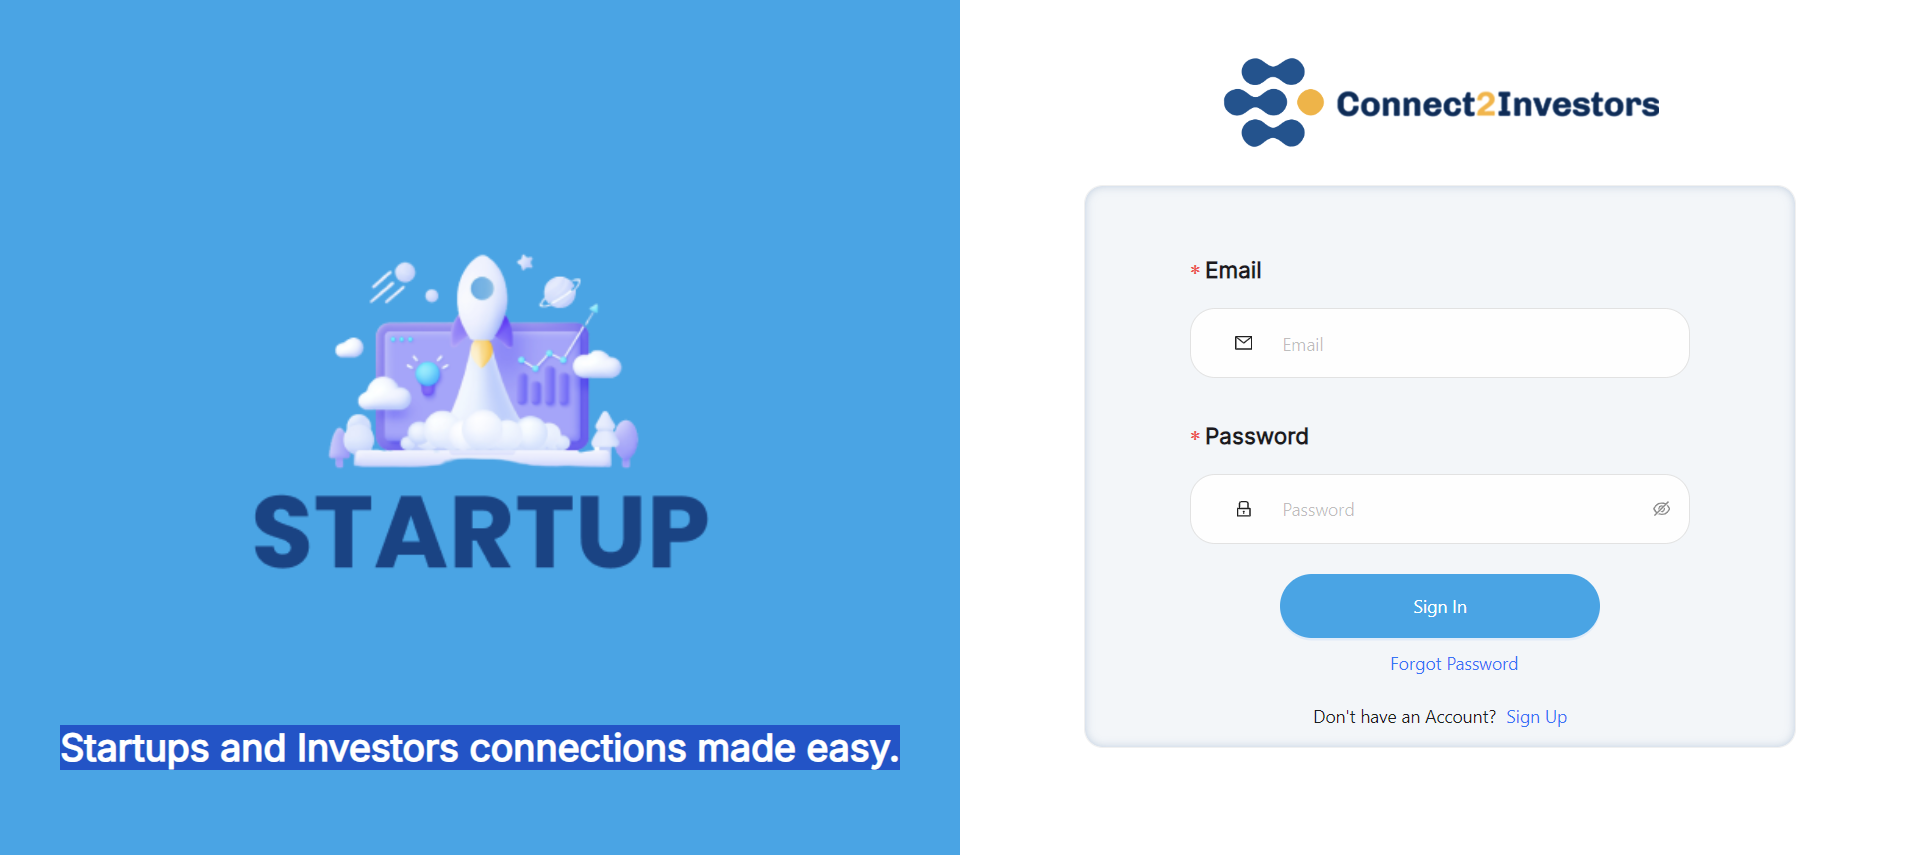 STARTUP
Startups and Investors connections made easy.
Connect2Investors
* Email
Email
* Password
Password
Sign In
Forgot Password
Don't have an Account? Sign Up